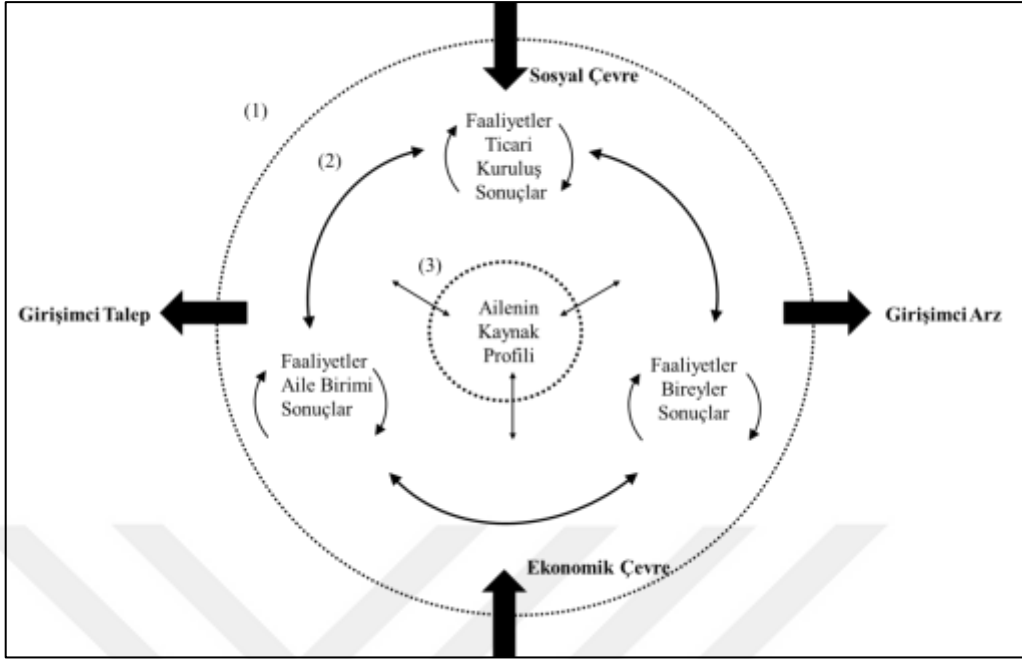 Sosyal Çevre
(1)
Faaliyetler
Ticari
Kuruluş
Sonuçlar
(2)
(3)
Ailenin
Kaynak
Profili
Girişimci Talep
Girişimci Arz
Faaliyetler
Aile Birimi
Sonuçlar
Faaliyetler
Bireyler
Sonuçlar
Ekonomik Çevre